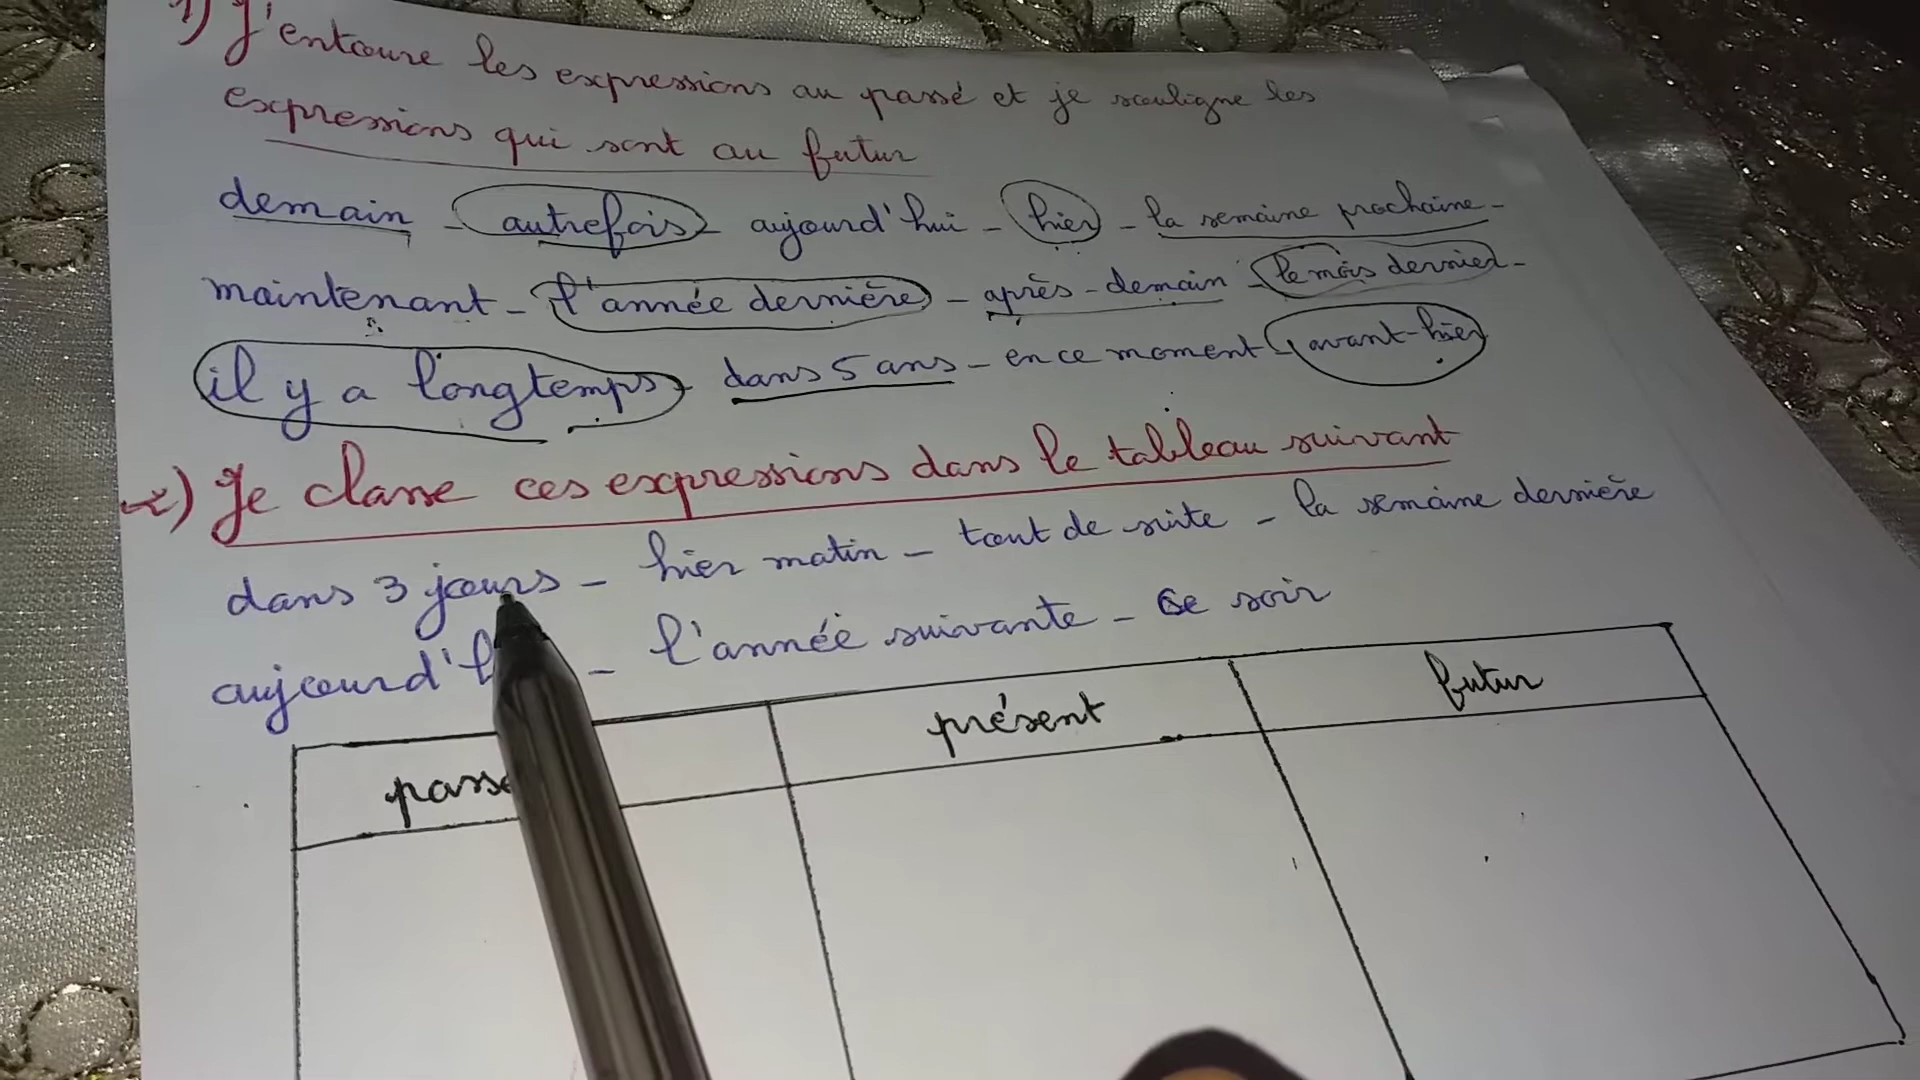 1) J'entoure les expressions au passé et je souligne les
expressions qui sont au futur
demain - autrefois - aujourd'hui - hier - la semaine prochaine -
maintenant - l'année dernière - après-demain - le mois dernier -
il y a longtemps - dans 5 ans - en ce moment - avant-hier
2) Je classe ces expressions dans le tableau suivant
dans 3 jours - hier matin - tout de suite - la semaine dernière
- l'année suivante - ce soir
présent futur